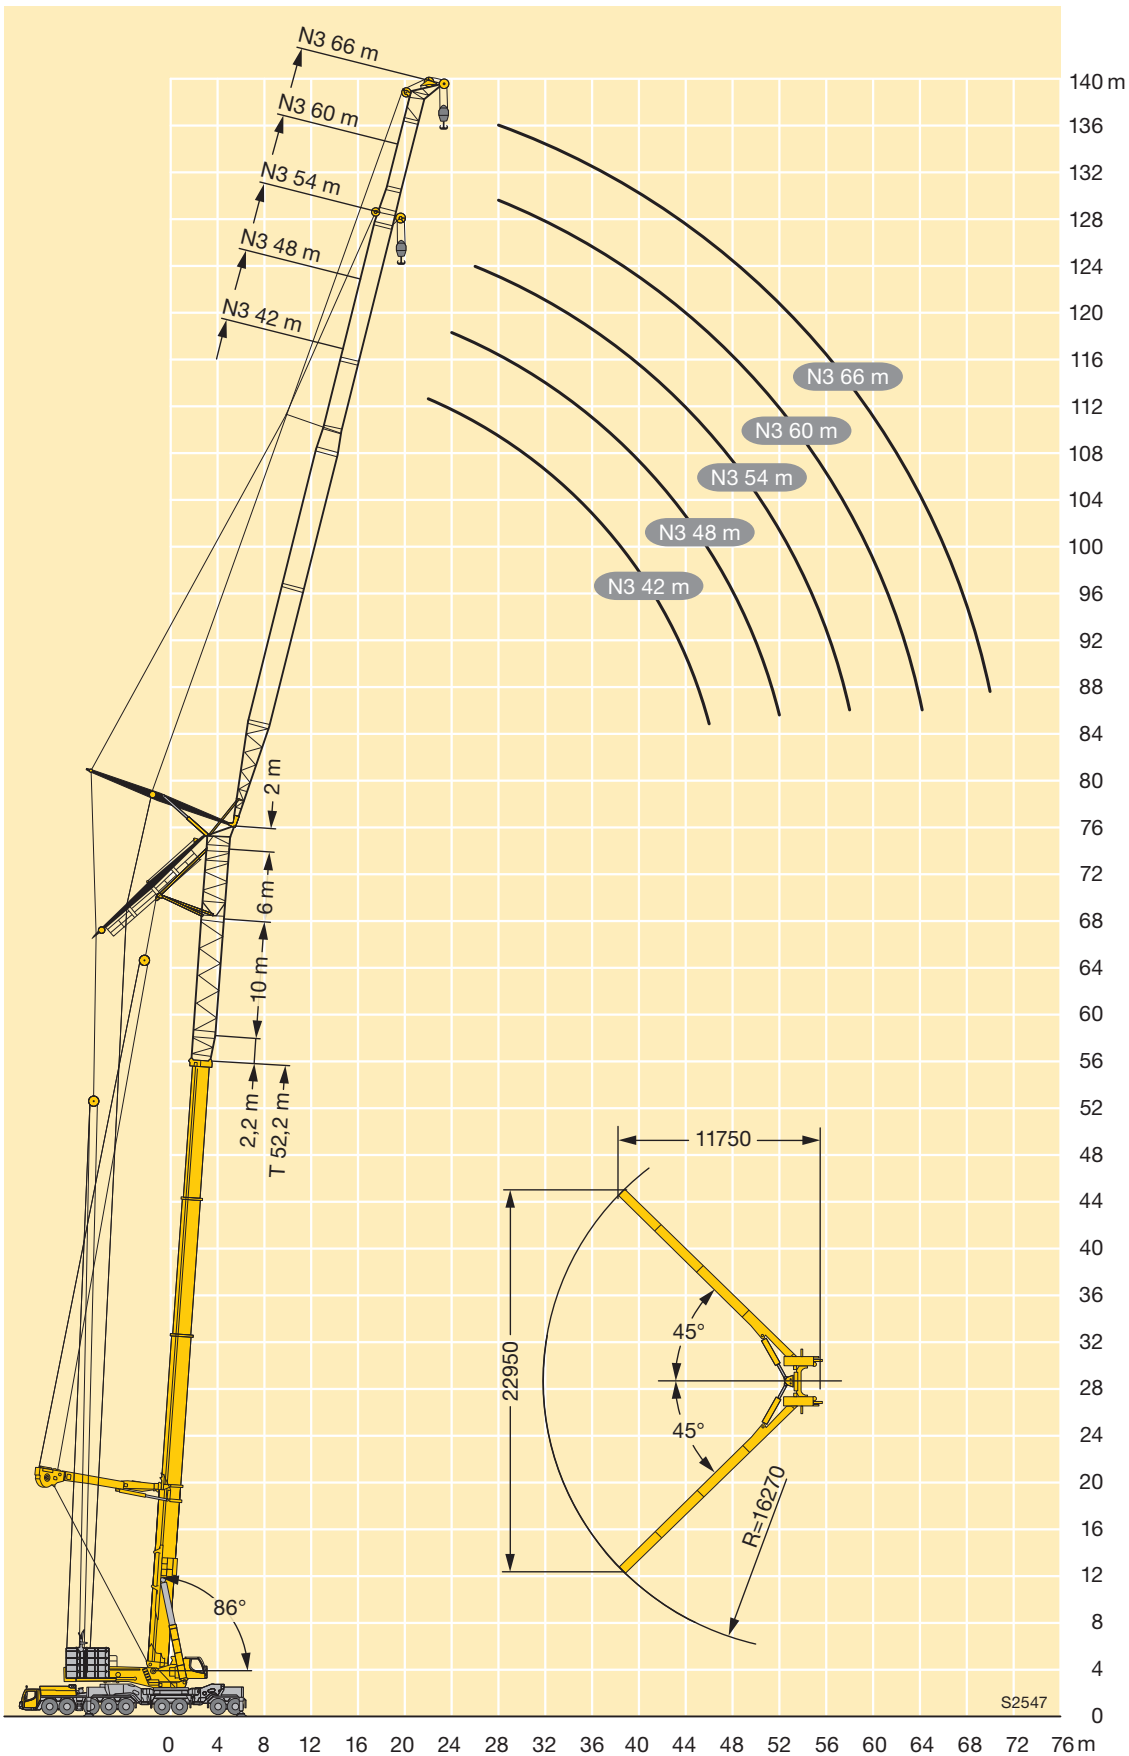 N3 66 m
140 m
N3 60 m
136
132
N3 54 m
128
N3 48 m
124
120
N3 42 m
116
N3 66 m
112
N3 60 m
108
N3 54 m
104
N3 48 m
100
N3 42 m
96
92
88
84
2 m
80
76
72
6 m
68
10 m
64
60
56
2,2 m
T 52,2 m
52
11750
48
44
40
36
45°
32
22950
28
45°
24
R=16270
20
16
12
86°
8
4
S2547
0
0 4 8 12 16 20 24 28 32 36 40 44 48 52 56 60 64 68 72 76 m